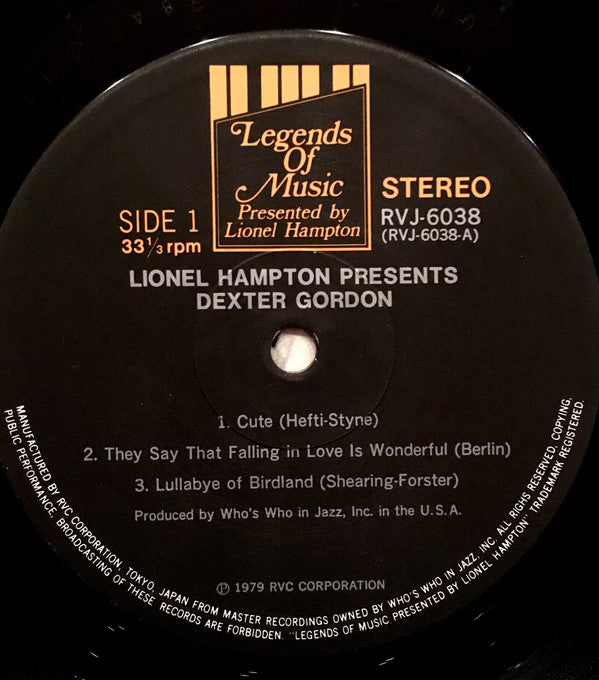 Legends
Of
Music
Presented by
Lionel Hampton
SIDE 1
33⅓ rpm
STEREO
RVJ-6038
(RVJ-6038-A)
LIONEL HAMPTON PRESENTS
DEXTER GORDON
1. Cute (Hefti-Styne)
2. They Say That Falling in Love Is Wonderful (Berlin)
3. Lullabye of Birdland (Shearing-Forster)
Produced by Who's Who in Jazz, Inc. in the U.S.A.
℗ 1979 RVC CORPORATION
MANUFACTURED BY RVC CORPORATION, TOKYO, JAPAN FROM MASTER RECORDINGS OWNED BY WHO'S WHO IN JAZZ, INC. ALL RIGHTS RESERVED, COPYING,
PUBLIC PERFORMANCE, BROADCASTING OF THESE RECORDS ARE FORBIDDEN. "LEGENDS OF MUSIC PRESENTED BY LIONEL HAMPTON" TRADEMARK REGISTERED.